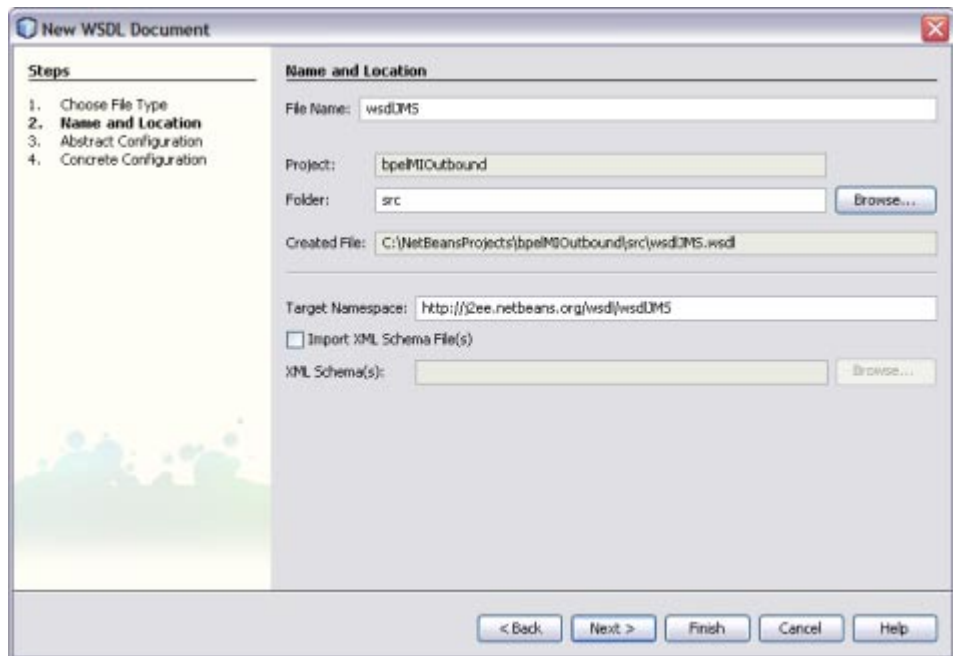 New WSDL Document
Steps
1. Choose File Type
2. Name and Location
3. Abstract Configuration
4. Concrete Configuration
Name and Location
File Name: wsdlJMS
Project: bpelMIOutbound
Folder: src Browse...
Created File: C:\NetBeansProjects\bpelMIOutbound\src\wsdlJMS.wsdl
Target Namespace: http://j2ee.netbeans.org/wsdl/wsdlJMS
Import XML Schema File(s)
XML Schema(s): Browse...
< Back Next > Finish Cancel Help